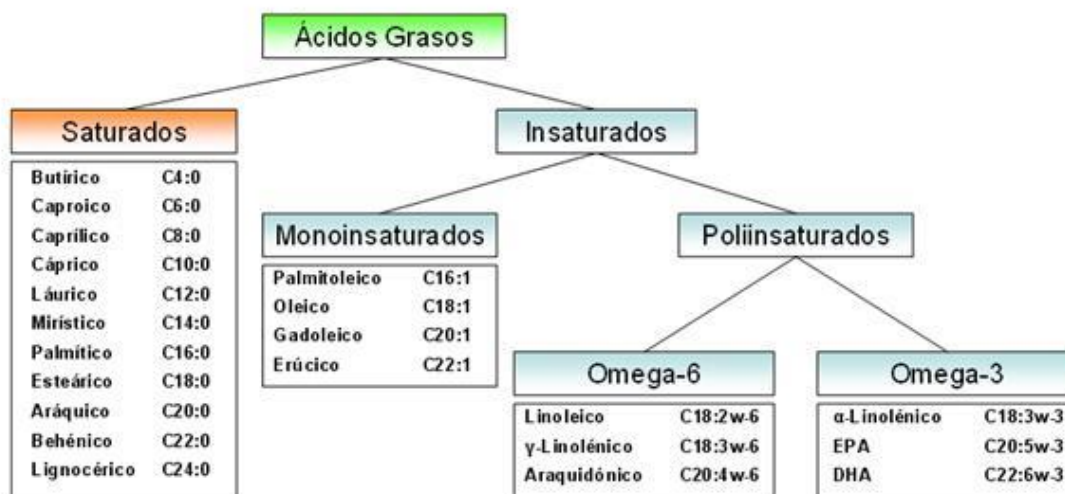 Ácidos Grasos
Saturados
Butírico C4:0
Caproico C6:0
Caprílico C8:0
Cáprico C10:0
Láurico C12:0
Mirístico C14:0
Palmítico C16:0
Esteárico C18:0
Aráquico C20:0
Behénico C22:0
Lignocérico C24:0
Insaturados
Monoinsaturados
Palmitoleico C16:1
Oleico C18:1
Gadoleico C20:1
Erúcico C22:1
Poliinsaturados
Omega-6
Linoleico C18:2w-6
γ-Linolénico C18:3w-6
Araquidónico C20:4w-6
Omega-3
α-Linolénico C18:3w-3
EPA C20:5w-3
DHA C22:6w-3